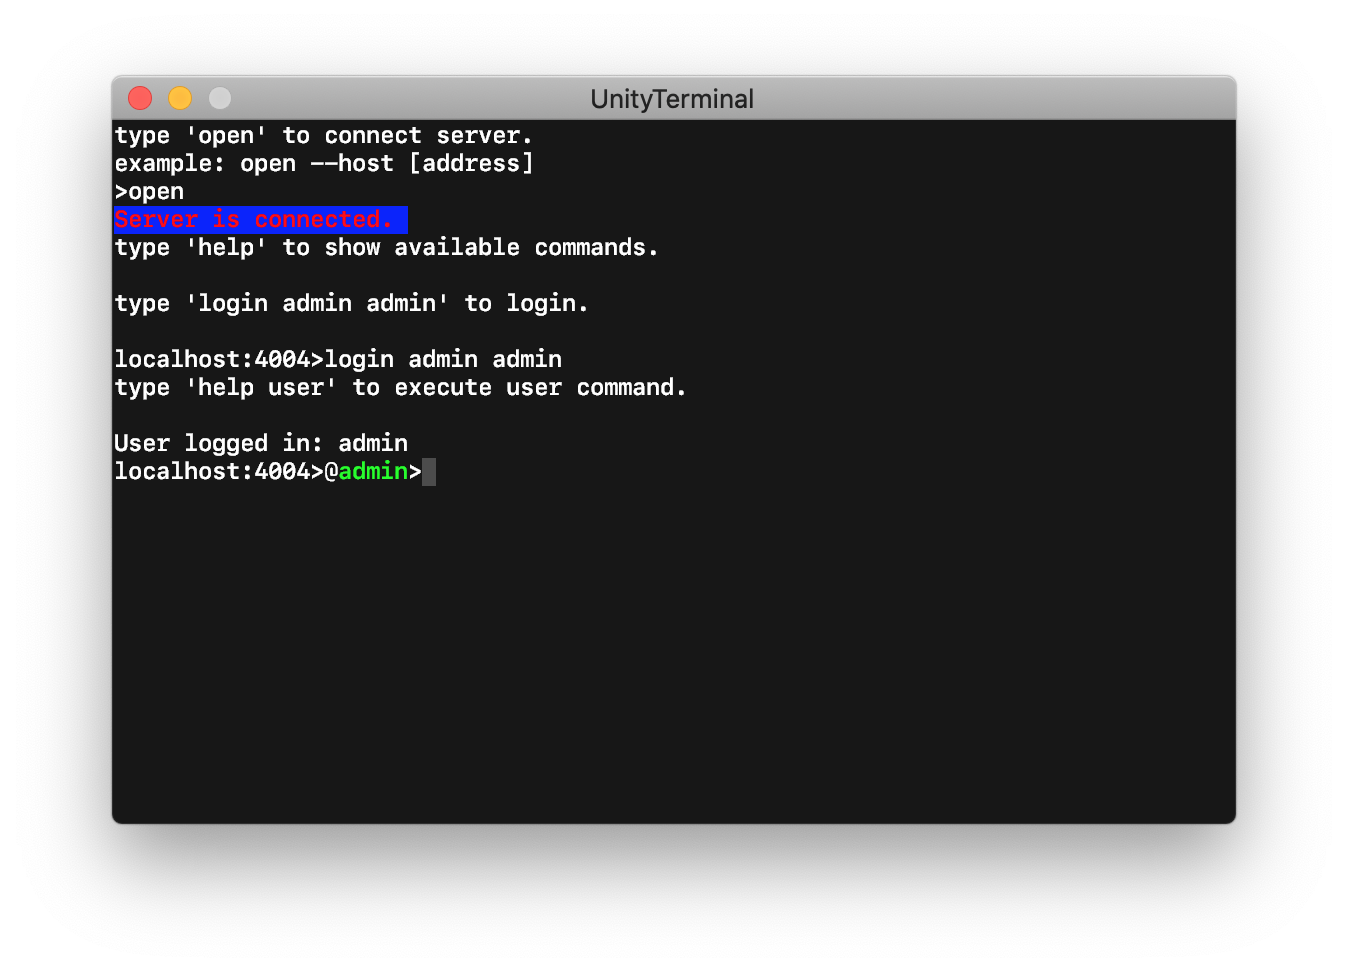 UnityTerminal
type 'open' to connect server.
example: open --host [address]
>open
Server is connected.
type 'help' to show available commands.
type 'login admin admin' to login.
localhost:4004>login admin admin
type 'help user' to execute user command.
User logged in: admin
localhost:4004>@admin>